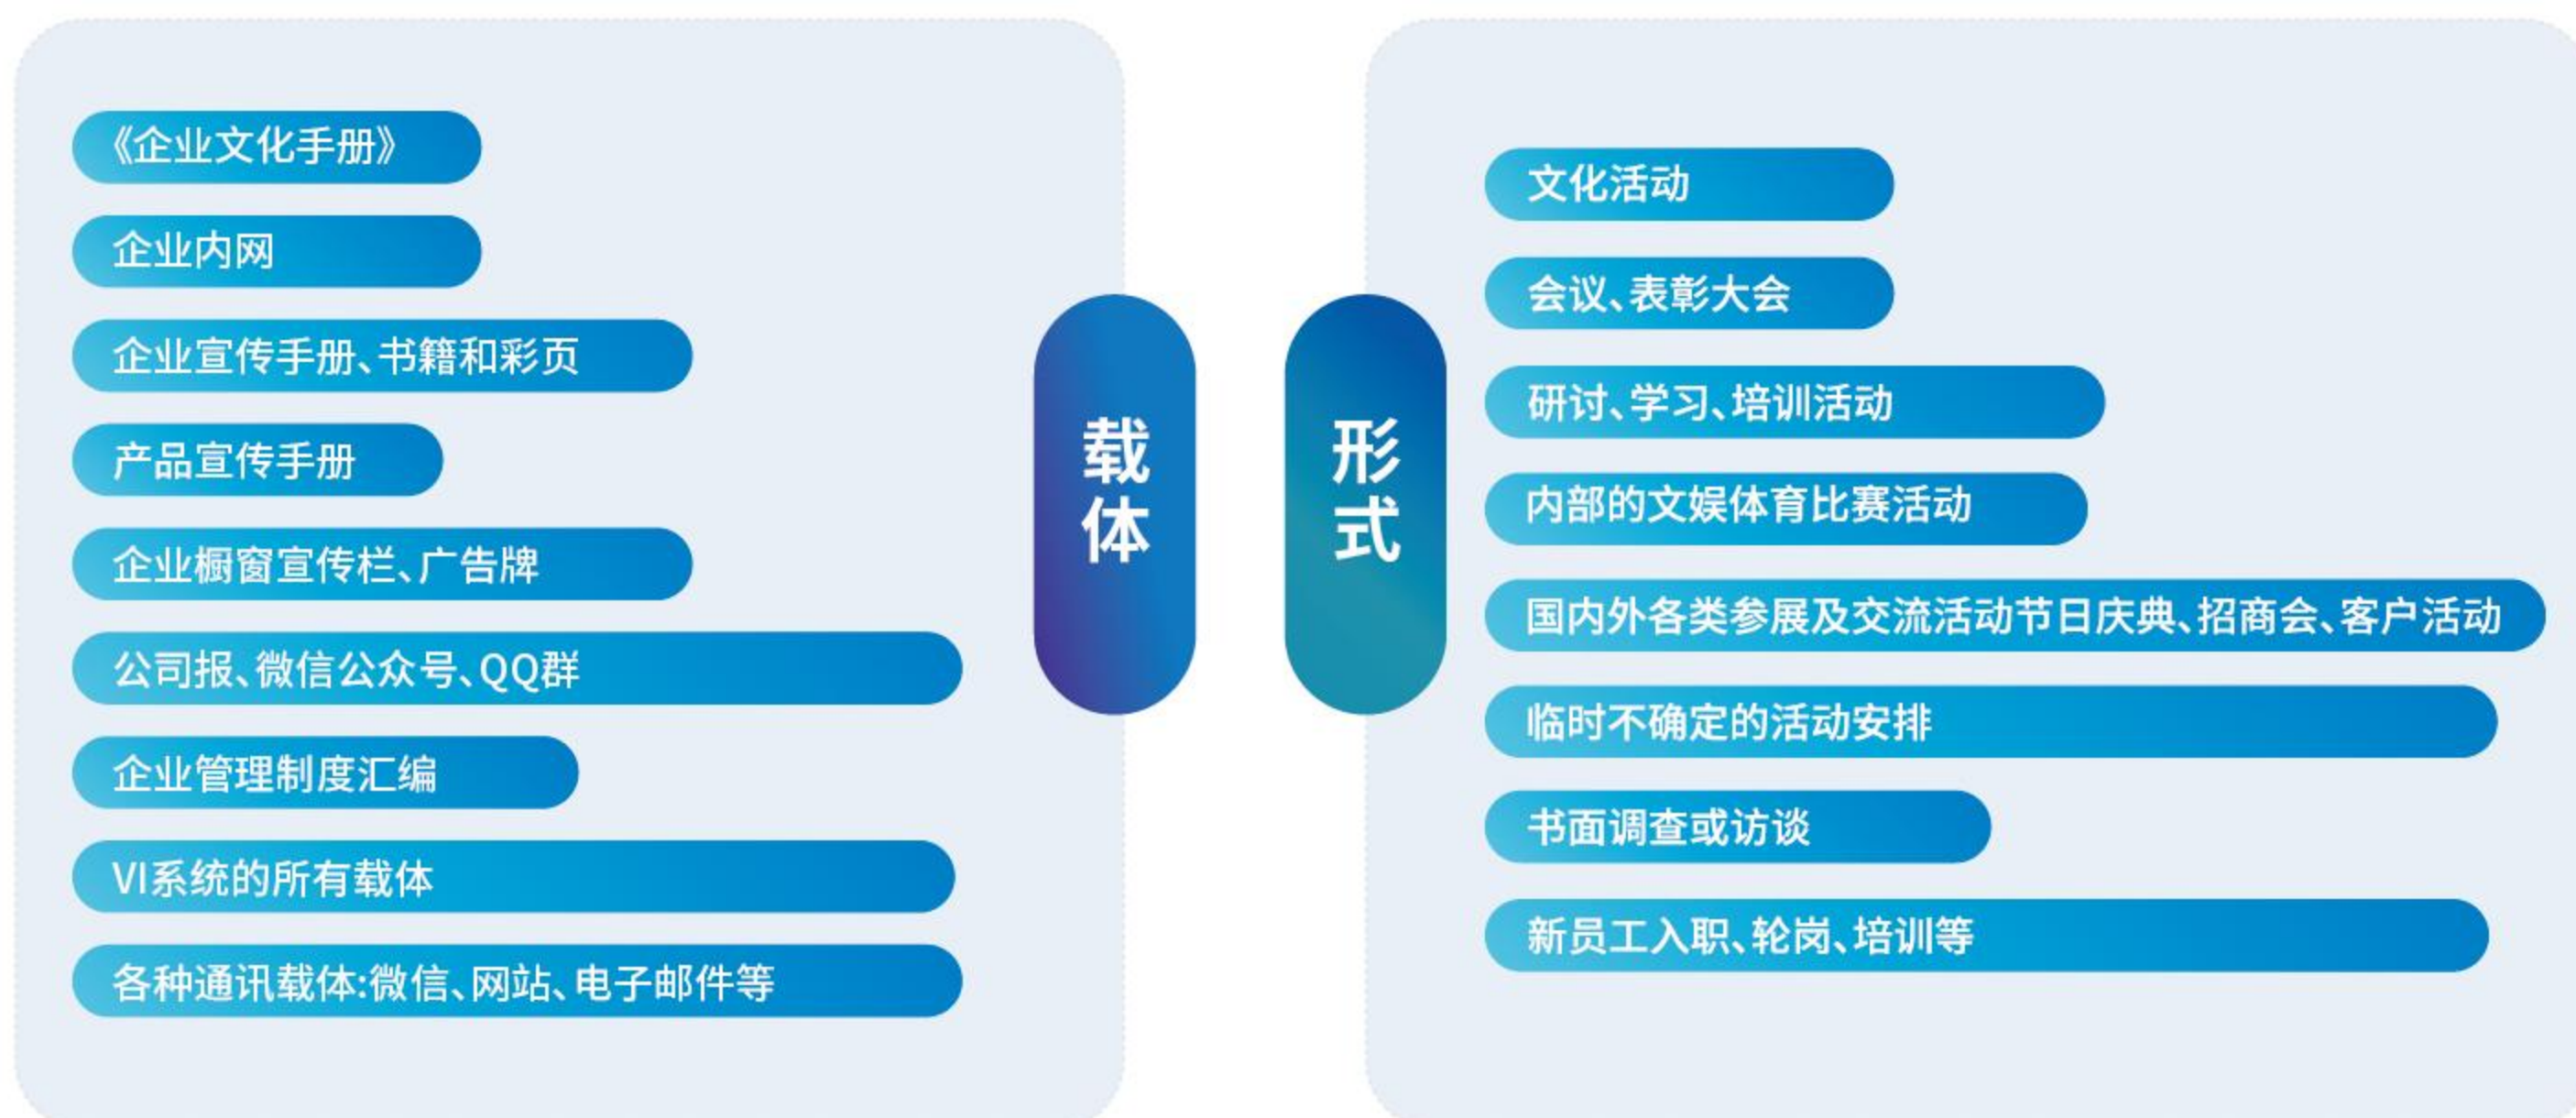 《企业文化手册》
企业内网
企业宣传手册、书籍和彩页
产品宣传手册
企业橱窗宣传栏、广告牌
公司报、微信公众号、QQ群
企业管理制度汇编
VI系统的所有载体
各种通讯载体:微信、网站、电子邮件等
载体
形式
文化活动
会议、表彰大会
研讨、学习、培训活动
内部的文娱体育比赛活动
国内外各类参展及交流活动节日庆典、招商会、客户活动
临时不确定的活动安排
书面调查或访谈
新员工入职、轮岗、培训等